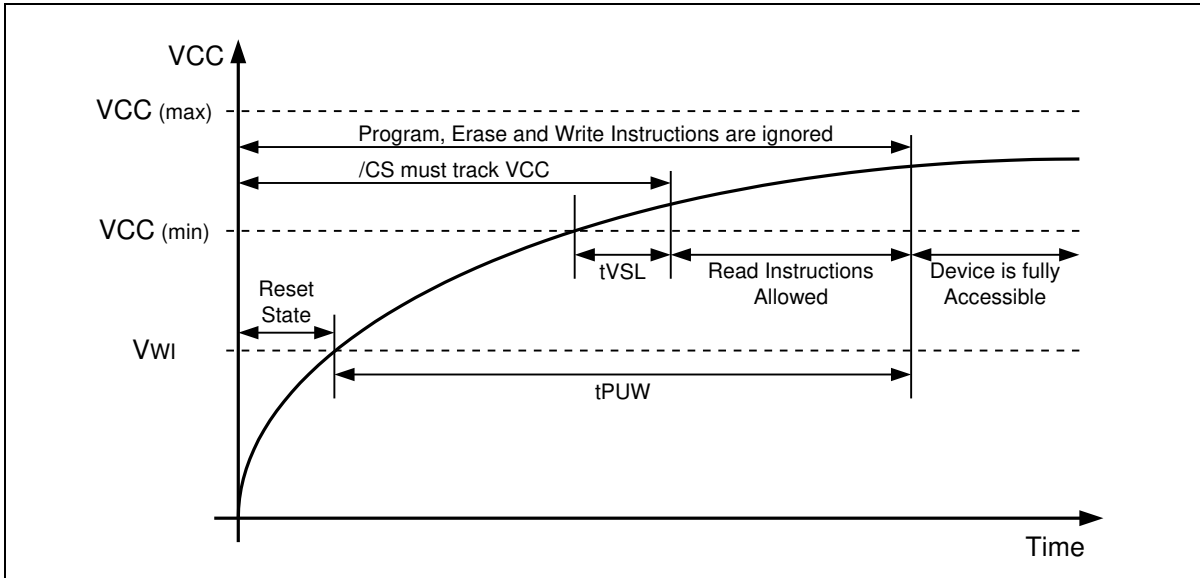 VCC
VCC (max)
Program, Erase and Write Instructions are ignored
/CS must track VCC
VCC (min)
tVSL
Read Instructions
Allowed
Device is fully
Accessible
Reset
State
VWI
tPUW
Time